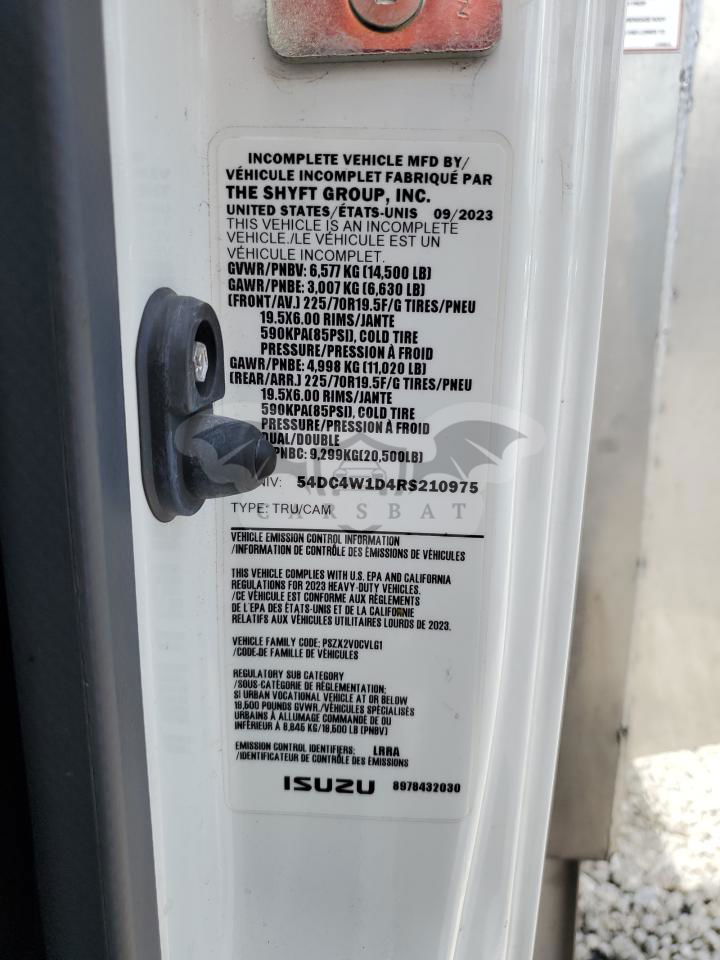 INCOMPLETE VEHICLE MFD BY/
VÉHICULE INCOMPLET FABRIQUÉ PAR
THE SHYFT GROUP, INC.
UNITED STATES/ÉTATS-UNIS 09/2023
THIS VEHICLE IS AN INCOMPLETE
VEHICLE./LE VÉHICULE EST UN
VÉHICULE INCOMPLET.
GVWR/PNBV: 6,577 KG (14,500 LB)
GAWR/PNBE: 3,007 KG (6,630 LB)
(FRONT/AV.) 225/70R19.5F/G TIRES/PNEU
19.5X6.00 RIMS/JANTE
590KPA(85PSI), COLD TIRE
PRESSURE/PRESSION À FROID
GAWR/PNBE: 4,998 KG (11,020 LB)
(REAR/ARR.) 225/70R19.5F/G TIRES/PNEU
19.5X6.00 RIMS/JANTE
590KPA(85PSI), COLD TIRE
PRESSURE/PRESSION À FROID
DUAL/DOUBLE
PNBC: 9,299KG(20,500LB)
NIV: 54DC4W1D4RS210975
CARSBAT
TYPE: TRU/CAM
VEHICLE EMISSION CONTROL INFORMATION
/INFORMATION DE CONTRÔLE DES ÉMISSIONS DE VÉHICULES
THIS VEHICLE COMPLIES WITH U.S. EPA AND CALIFORNIA
REGULATIONS FOR 2023 HEAVY-DUTY VEHICLES.
/CE VÉHICULE EST CONFORME AUX RÈGLEMENTS
DE L'EPA DES ÉTATS-UNIS ET DE LA CALIFORNIE
RELATIFS AUX VÉHICULES UTILITAIRES LOURDS DE 2023.
VEHICLE FAMILY CODE: PSZX2VOCVLG1
/CODE DE FAMILLE DE VÉHICULES
REGULATORY SUB CATEGORY
/SOUS-CATÉGORIE DE RÈGLEMENTATION:
SI URBAN VOCATIONAL VEHICLE AT OR BELOW
19,500 POUNDS GVWR./VÉHICULES SPÉCIALISÉS
URBAINS À ALLUMAGE COMMANDÉ DE OU
INFÉRIEUR À 8,845 KG/19,500 LB (PNBV)
EMISSION CONTROL IDENTIFIERS: LRRA
/IDENTIFICATEUR DE CONTRÔLE DES ÉMISSIONS
ISUZU 8978432030